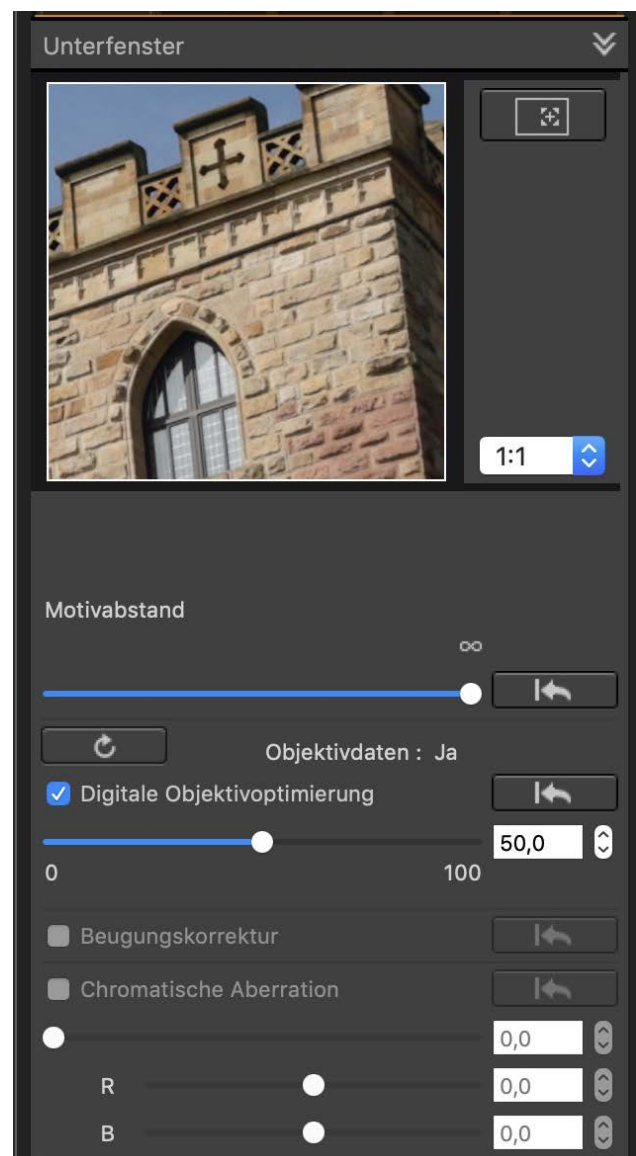 Unterfenster
1:1
Motivabstand
∞
Objektivdaten : Ja
Digitale Objektivoptimierung
50,0
0 100
Beugungskorrektur
Chromatische Aberration
0,0
R 0,0
B 0,0